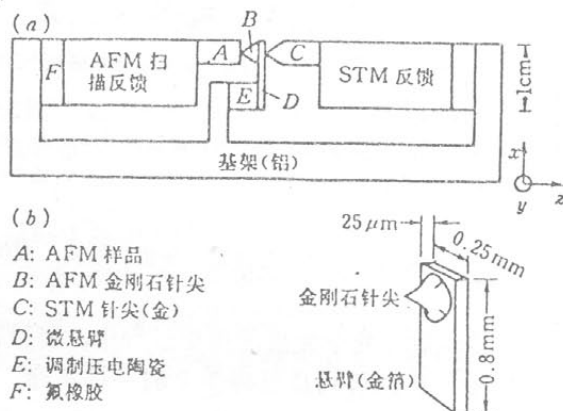 (a)
B
F
AFM 扫
描反馈
A
C
STM 反馈
E
D
1cm
基架(铝)
x
y
z
(b)
A: AFM 样品
B: AFM 金刚石针尖
C: STM 针尖(金)
D: 微悬臂
E: 调制压电陶瓷
F: 氟橡胶
25μm
0.25mm
金刚石针尖
0.8mm
悬臂(金箔)